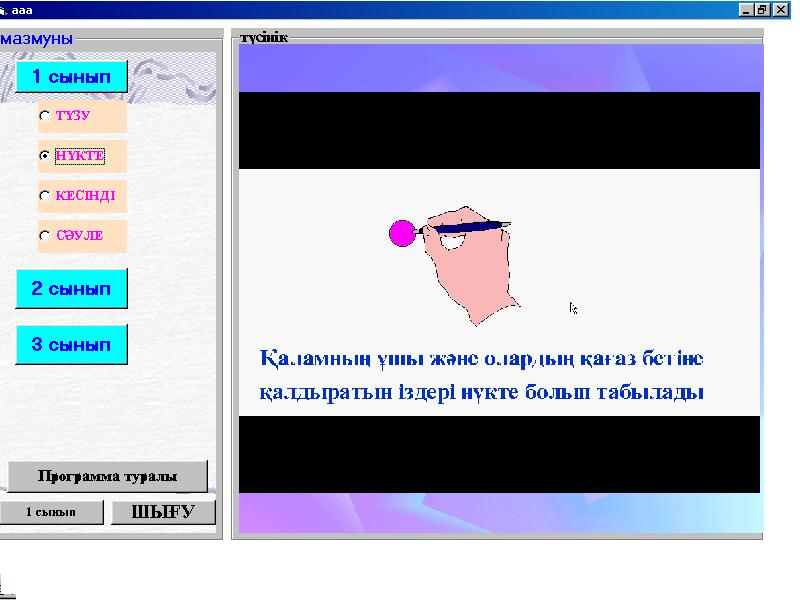 aaa
мазмуны
түсінік
1 сынып
ТҮЗУ
НҮКТЕ
КЕСІНДІ
СӘУЛЕ
2 сынып
3 сынып
Қаламның ұшы және олардың қағаз бетіне
қалдыратын іздері нүкте болып табылады
Программа туралы
1 сынып
ШЫҒУ